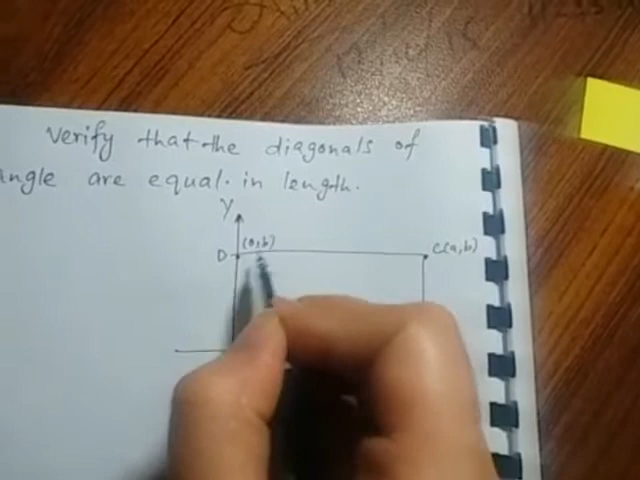 Verify that the diagonals of
angle are equal. in length.
Y
D (0,b) C(a,b)